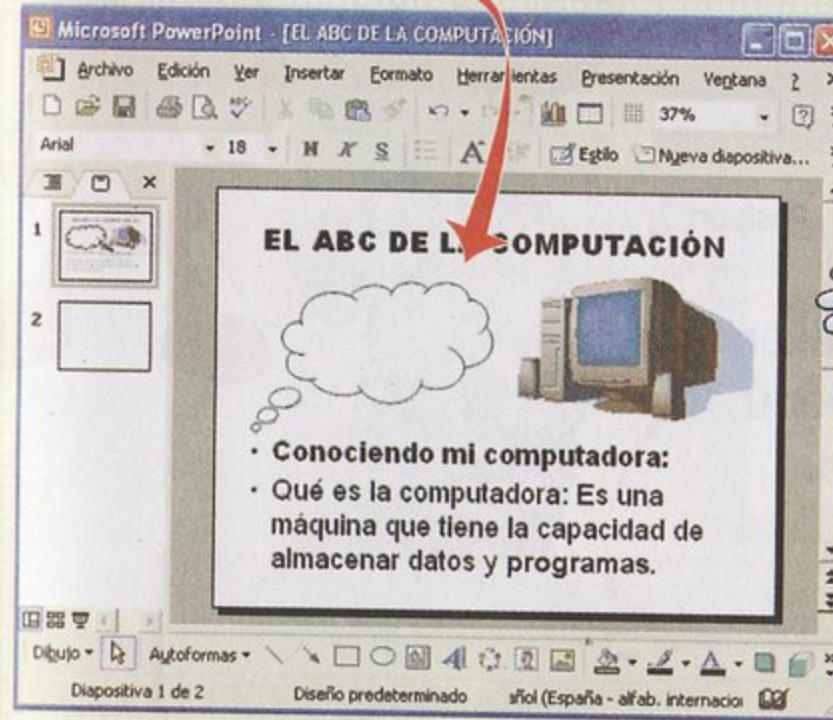 Microsoft PowerPoint - [EL ABC DE LA COMPUTACIÓN]
Archivo Edición Ver Insertar Formato Herramientas Presentación Ventana ?
37%
Arial 18 N K S A Estilo Nueva diapositiva...
1
2
EL ABC DE LA COMPUTACIÓN
· Conociendo mi computadora:
· Qué es la computadora: Es una
máquina que tiene la capacidad de
almacenar datos y programas.
Dibujo Autoformas
Diapositiva 1 de 2 Diseño predeterminado sñol (España - alfab. internacior